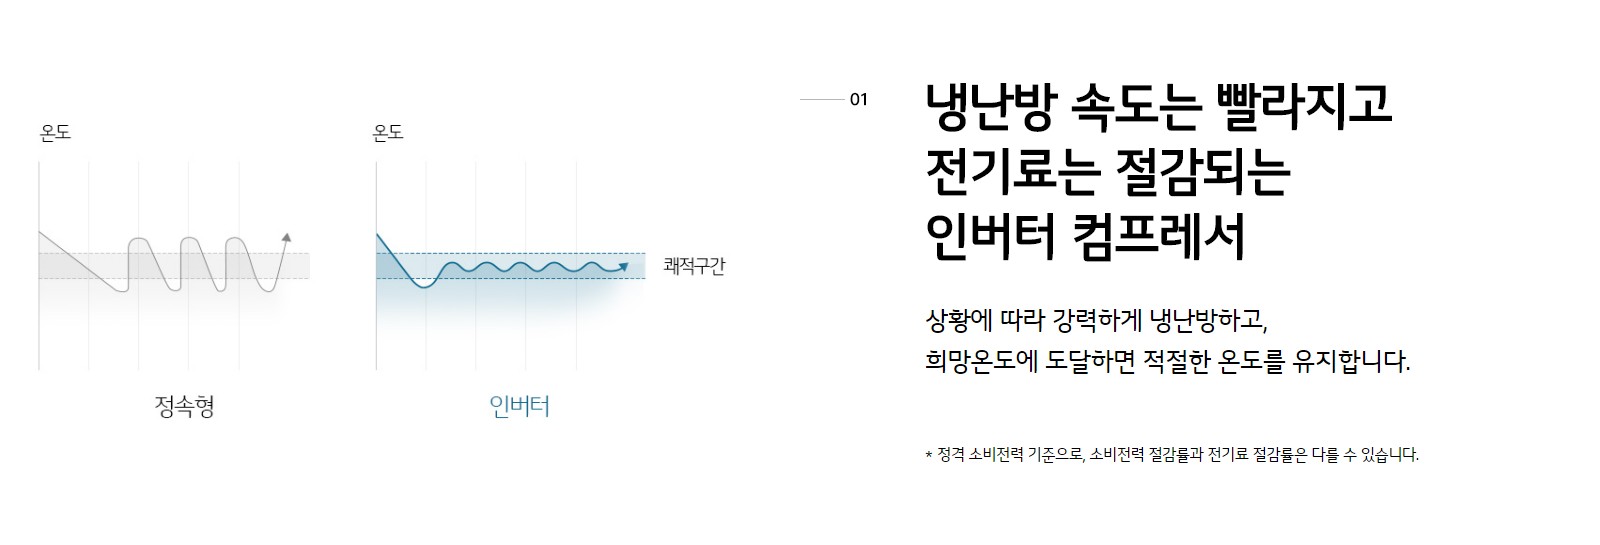 온도
정속형
온도
쾌적구간
인버터
01
냉난방 속도는 빨라지고
전기료는 절감되는
인버터 컴프레서
상황에 따라 강력하게 냉난방하고,
희망온도에 도달하면 적절한 온도를 유지합니다.
* 정격 소비전력 기준으로, 소비전력 절감률과 전기료 절감률은 다를 수 있습니다.